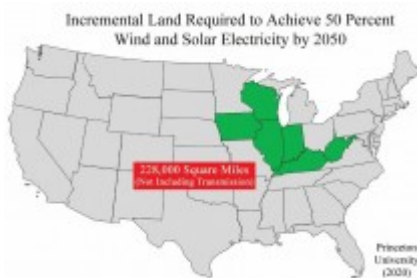 Incremental Land Required to Achieve 50 Percent
Wind and Solar Electricity by 2050
228,000 Square Miles
(Not Including Transmission)
Princeton
University
(2020)